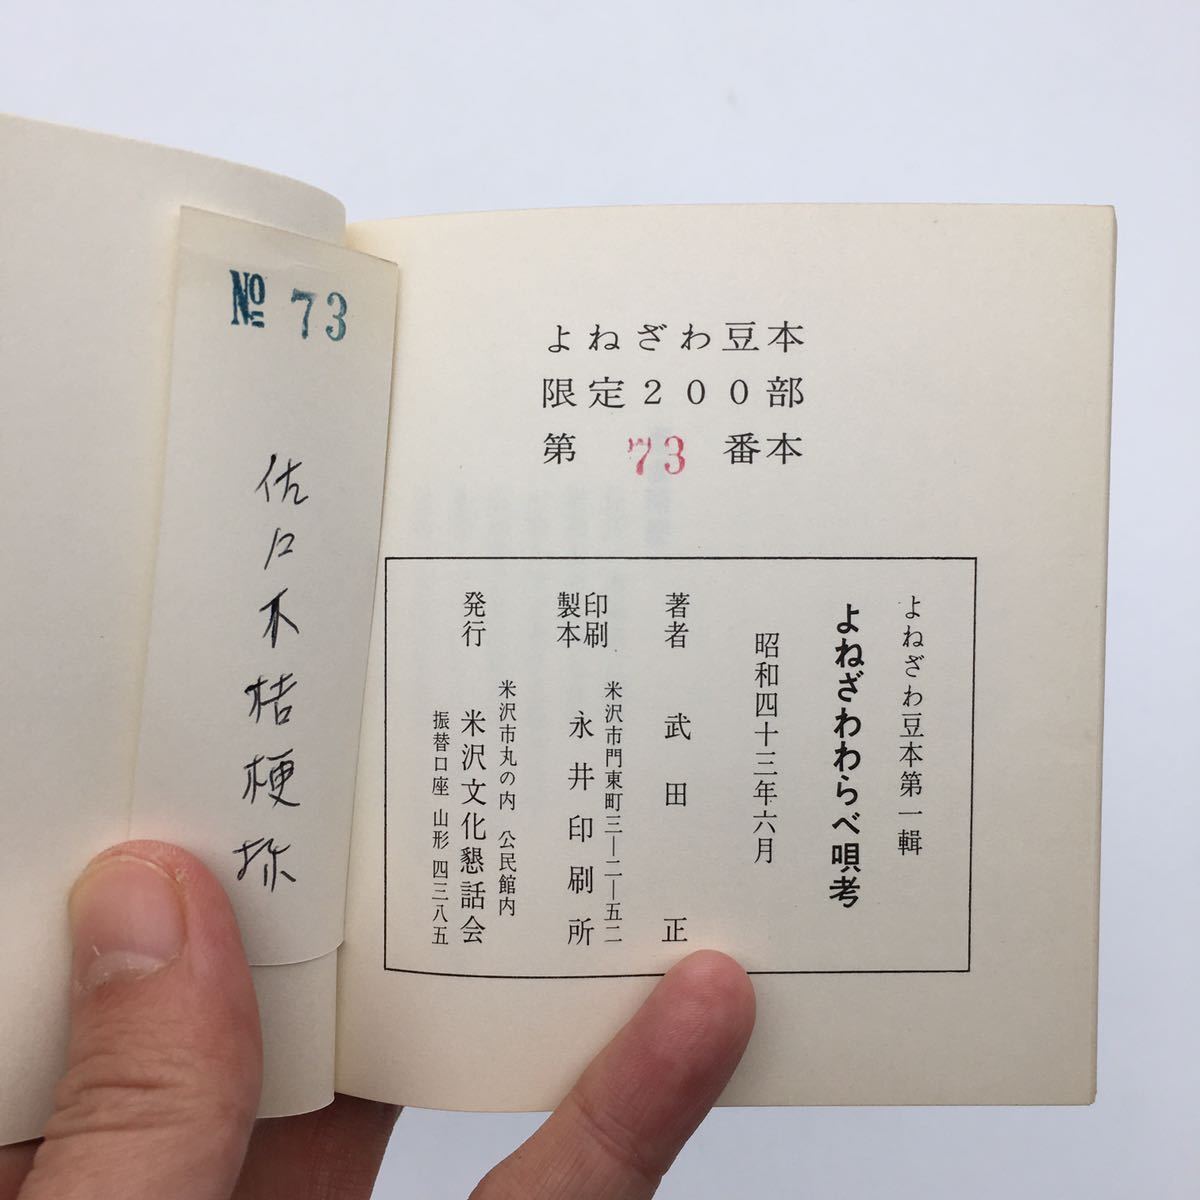 № 73
佐々木桔梗
よねざわ豆本
限定200部
第 73 番本
よねざわ豆本第一輯
よねざわわらべ唄考
昭和四十三年六月
著者 武田正
印刷
製本
米沢市門東町三―二―五二
永井印刷所
発行
米沢市丸の内 公民館内
米沢文化懇話会
振替口座 山形 四三八五